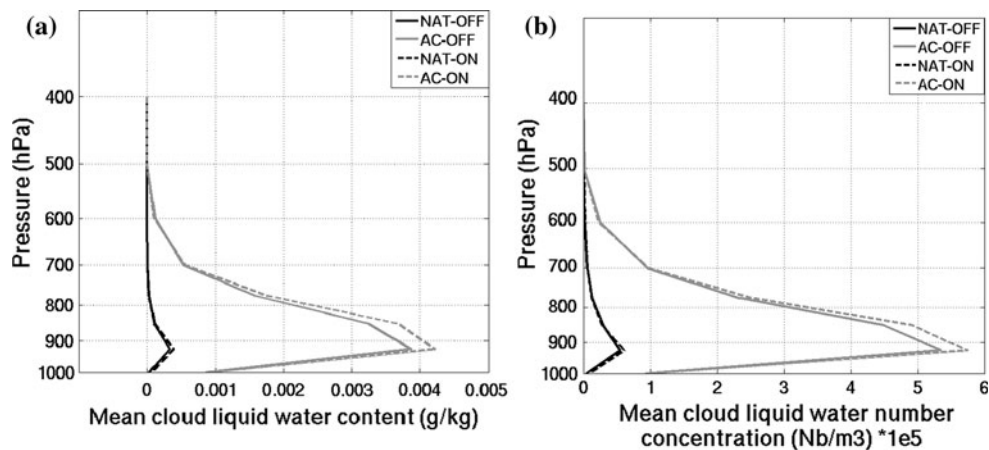 (a)
NAT-OFF
AC-OFF
NAT-ON
AC-ON
400
500
600
700
800
900
1000
Pressure (hPa)
0
0.001
0.002
0.003
0.004
0.005
Mean cloud liquid water content (g/kg)
(b)
NAT-OFF
AC-OFF
NAT-ON
AC-ON
400
500
600
700
800
900
1000
Pressure (hPa)
0
1
2
3
4
5
6
Mean cloud liquid water number
concentration (Nb/m3) *1e5